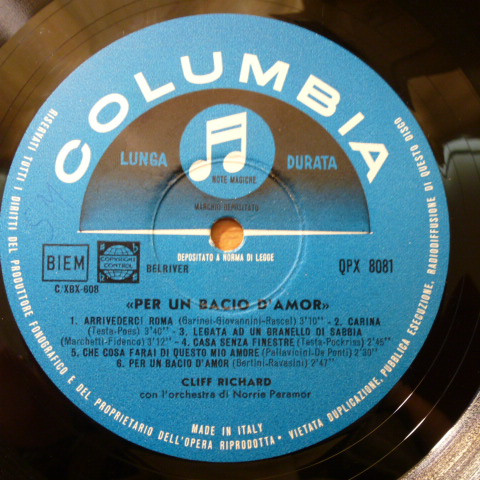 COLUMBIA
LUNGA DURATA
NOTE MAGICHE
MARCHIO DEPOSITATO
DEPOSITATO A NORMA DI LEGGE
BIEM
COPYRIGHT CONTROL
BELRIVER
QPX 8081
C/XBX-608
«PER UN BACIO D'AMOR»
1. ARRIVEDERCI ROMA (Garinei-Giovannini-Rascel) 3'10" - 2. CARINA
(Testa-Poes) 3'40" - 3. LEGATA AD UN GRANELLO DI SABBIA
(Marchetti-Fidenco) 3'12" - 4. CASA SENZA FINESTRE (Testa-Pockriss) 2'45"
5. CHE COSA FARAI DI QUESTO MIO AMORE (Pallavicini-De Ponti) 2'30"
6. PER UN BACIO D'AMOR (Bertini-Ravasini) 2'47"
CLIFF RICHARD
con l'orchestra di Norrie Paramor
MADE IN ITALY
RISERVATI TUTTI I DIRITTI DEL PRODUTTORE FONOGRAFICO E DEL PROPRIETARIO DELL'OPERA RIPRODOTTA • VIETATA DUPLICAZIONE, PUBBLICA ESECUZIONE, RADIODIFFUSIONE DI QUESTO DISCO